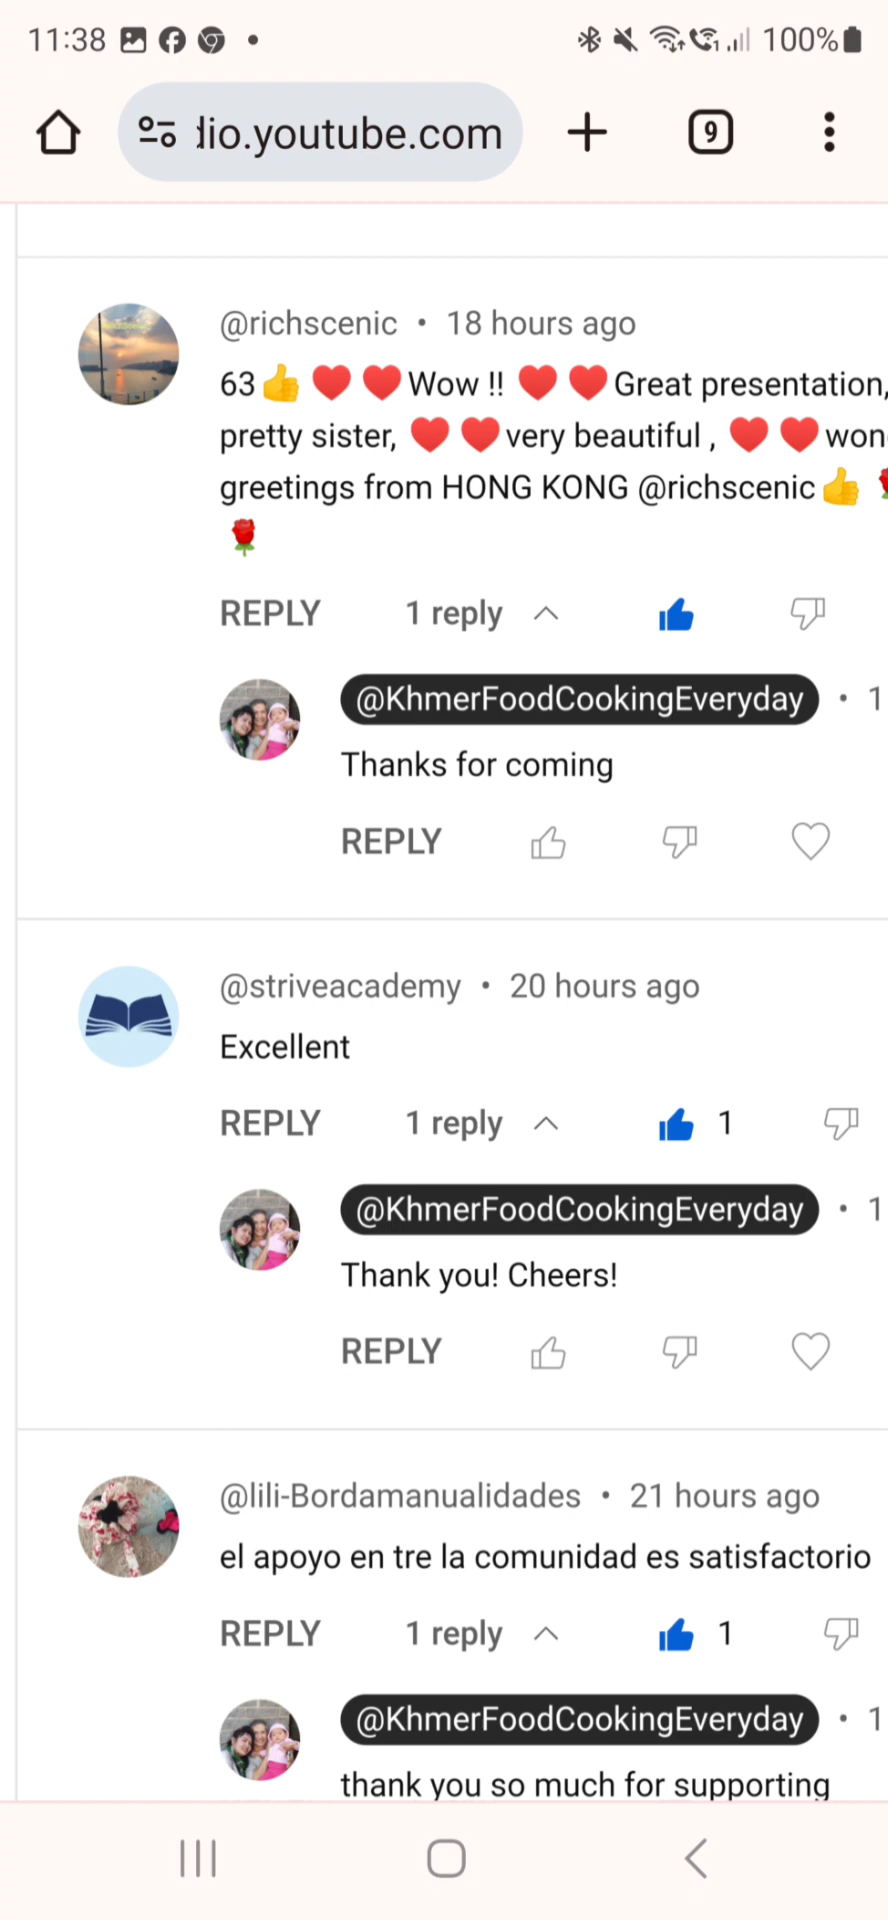 11:38
100%
dio.youtube.com
9
@richscenic • 18 hours ago
63👍❤️❤️Wow !! ❤️❤️Great presentation,
pretty sister, ❤️❤️very beautiful , ❤️❤️won
greetings from HONG KONG @richscenic👍🌹
🌹
REPLY 1 reply
@KhmerFoodCookingEveryday • 1
Thanks for coming
REPLY
@striveacademy • 20 hours ago
Excellent
REPLY 1 reply 1
@KhmerFoodCookingEveryday • 1
Thank you! Cheers!
REPLY
@lili-Bordamanualidades • 21 hours ago
el apoyo en tre la comunidad es satisfactorio
REPLY 1 reply 1
@KhmerFoodCookingEveryday • 1
thank you so much for supporting